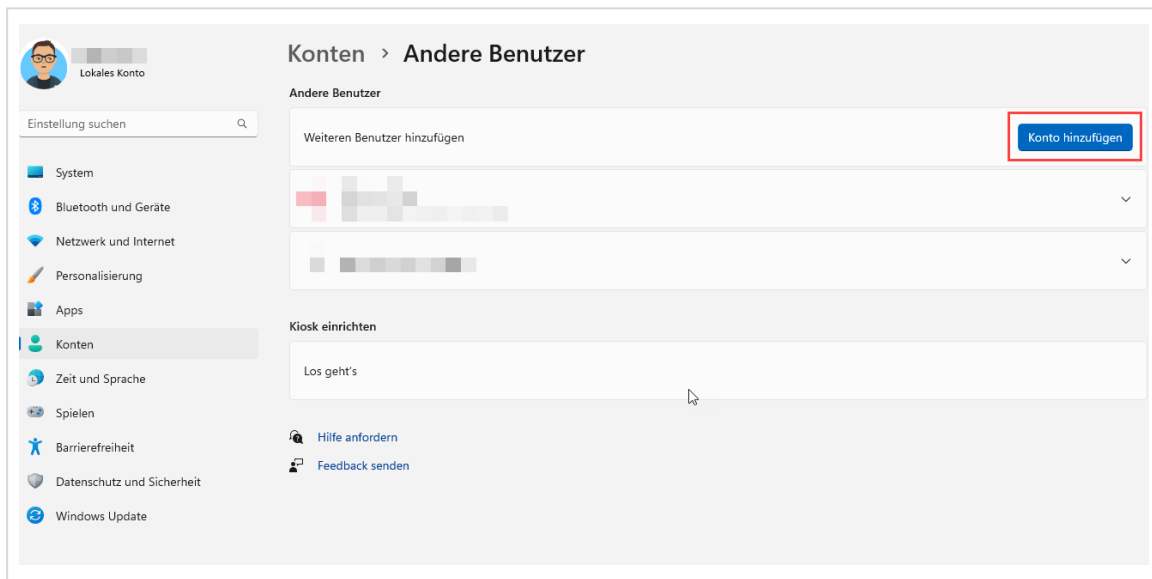 Lokales Konto
Einstellung suchen
System
Bluetooth und Geräte
Netzwerk und Internet
Personalisierung
Apps
Konten
Zeit und Sprache
Spielen
Barrierefreiheit
Datenschutz und Sicherheit
Windows Update
Konten > Andere Benutzer
Andere Benutzer
Weiteren Benutzer hinzufügen
Konto hinzufügen
Kiosk einrichten
Los geht's
Hilfe anfordern
Feedback senden